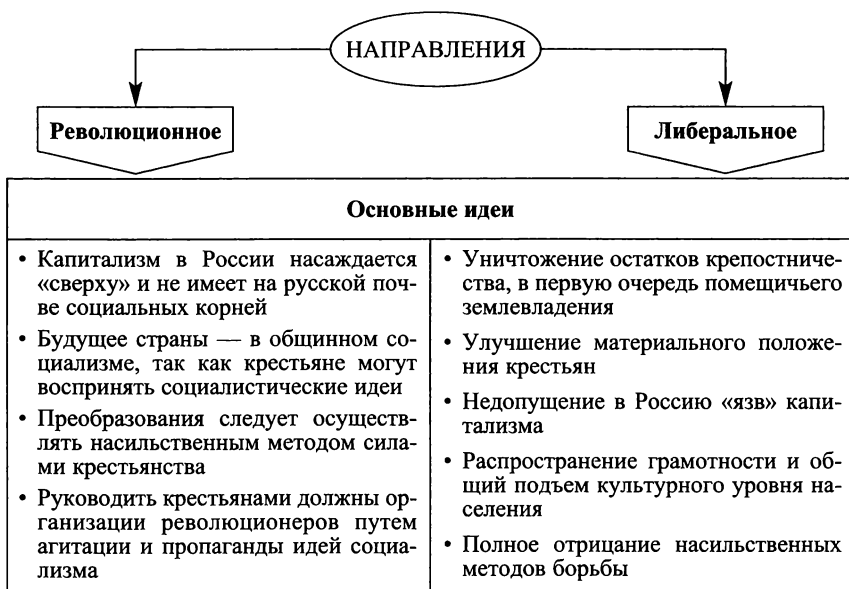 НАПРАВЛЕНИЯ
Революционное
Либеральное
Основные идеи
• Капитализм в России насаждается
«сверху» и не имеет на русской поч-
ве социальных корней
• Будущее страны — в общинном со-
циализме, так как крестьяне могут
воспринять социалистические идеи
• Преобразования следует осуществ-
лять насильственным методом сила-
ми крестьянства
• Руководить крестьянами должны ор-
ганизации революционеров путем
агитации и пропаганды идей социа-
лизма
• Уничтожение остатков крепостниче-
ства, в первую очередь помещичьего
землевладения
• Улучшение материального положе-
ния крестьян
• Недопущение в Россию «язв» капи-
тализма
• Распространение грамотности и об-
щий подъем культурного уровня на-
селения
• Полное отрицание насильственных
методов борьбы